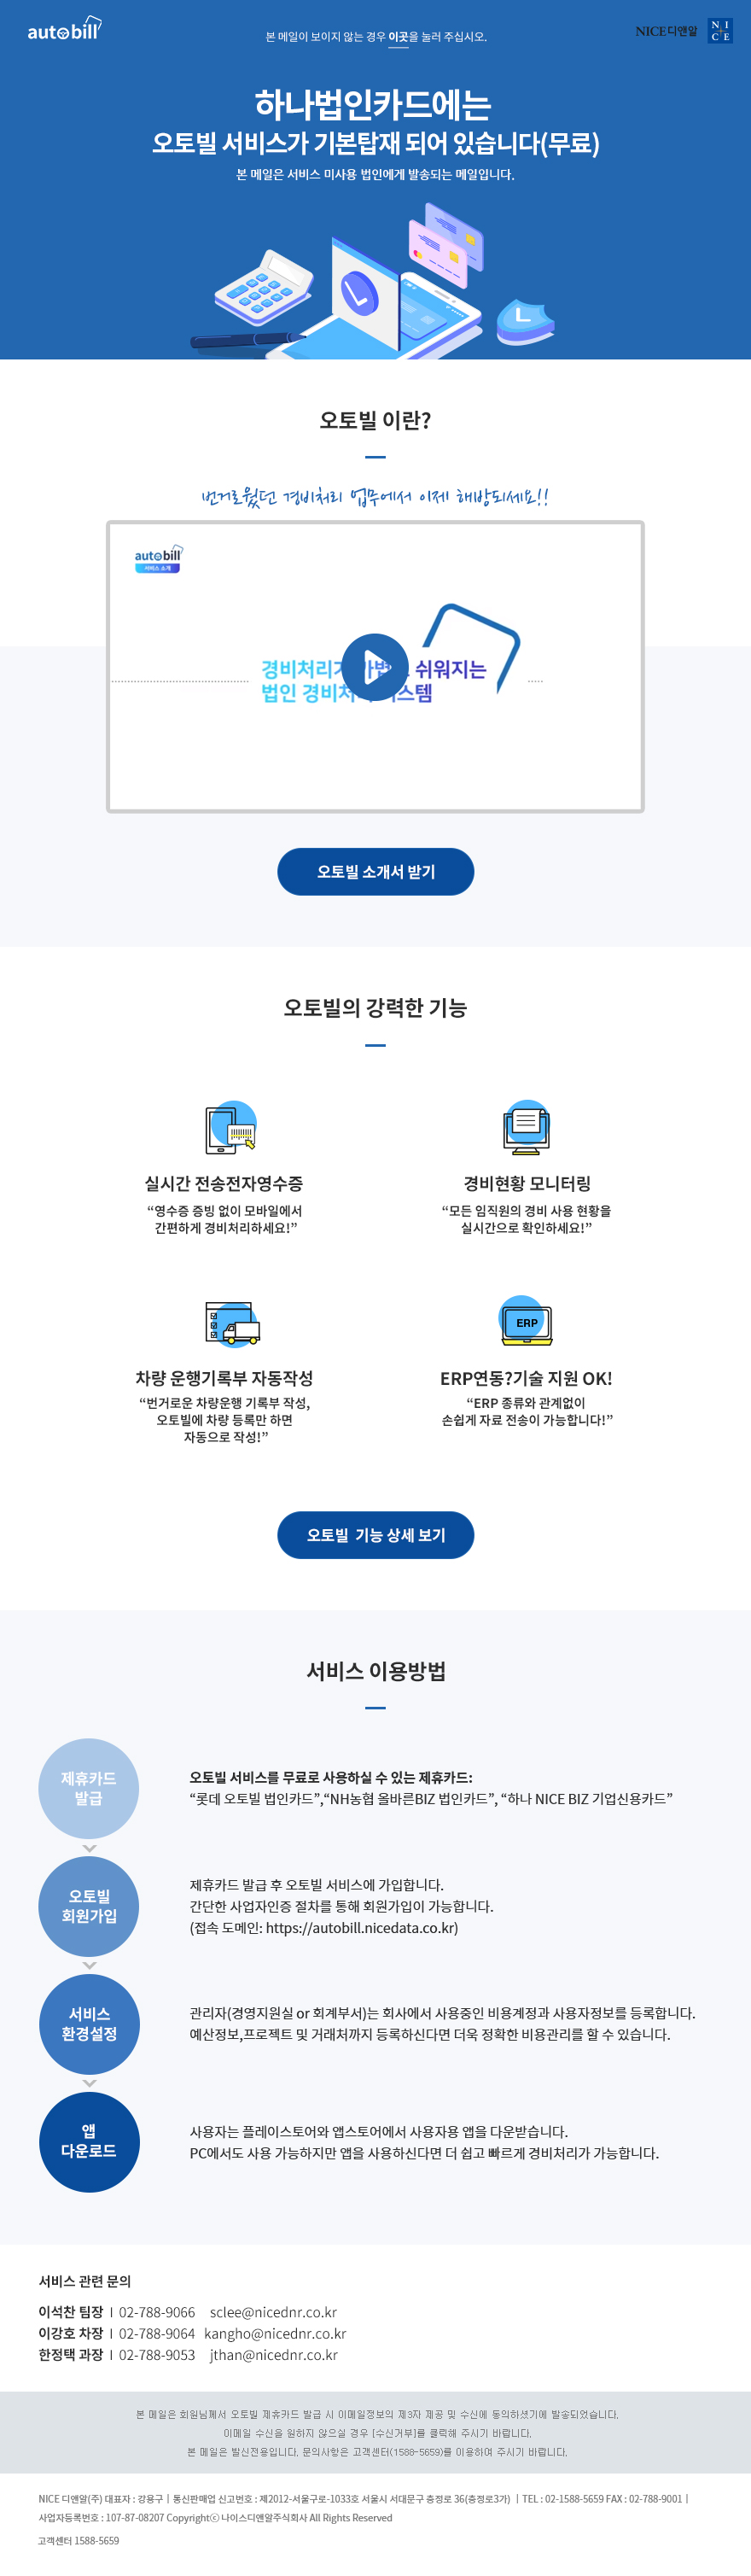 autobill
본 메일이 보이지 않는 경우 이곳을 눌러 주십시오.
NICE디앤알
N I
C E
하나법인카드에는
오토빌 서비스가 기본탑재 되어 있습니다(무료)
본 메일은 서비스 미사용 법인에게 발송되는 메일입니다.
오토빌 이란?
번거로웠던 경비처리 업무에서 이제 해방되세요!!
autobill
서비스 소개
경비처리가 쉬워지는
법인 경비처 스템
오토빌 소개서 받기
오토빌의 강력한 기능
실시간 전송전자영수증
“영수증 증빙 없이 모바일에서
간편하게 경비처리하세요!”
경비현황 모니터링
“모든 임직원의 경비 사용 현황을
실시간으로 확인하세요!”
차량 운행기록부 자동작성
“번거로운 차량운행 기록부 작성,
오토빌에 차량 등록만 하면
자동으로 작성!”
ERP
ERP연동?기술 지원 OK!
“ERP 종류와 관계없이
손쉽게 자료 전송이 가능합니다!”
오토빌 기능 상세 보기
서비스 이용방법
제휴카드
발급
오토빌 서비스를 무료로 사용하실 수 있는 제휴카드:
“롯데 오토빌 법인카드”,“NH농협 올바른BIZ 법인카드”, “하나 NICE BIZ 기업신용카드”
오토빌
회원가입
제휴카드 발급 후 오토빌 서비스에 가입합니다.
간단한 사업자인증 절차를 통해 회원가입이 가능합니다.
(접속 도메인: https://autobill.nicedata.co.kr)
서비스
환경설정
관리자(경영지원실 or 회계부서)는 회사에서 사용중인 비용계정과 사용자정보를 등록합니다.
예산정보,프로젝트 및 거래처까지 등록하신다면 더욱 정확한 비용관리를 할 수 있습니다.
앱
다운로드
사용자는 플레이스토어와 앱스토어에서 사용자용 앱을 다운받습니다.
PC에서도 사용 가능하지만 앱을 사용하신다면 더 쉽고 빠르게 경비처리가 가능합니다.
서비스 관련 문의
이석찬 팀장 | 02-788-9066 sclee@nicednr.co.kr
이강호 차장 | 02-788-9064 kangho@nicednr.co.kr
한정택 과장 | 02-788-9053 jthan@nicednr.co.kr
본 메일은 회원님께서 오토빌 제휴카드 발급 시 이메일정보의 제3자 제공 및 수신에 동의하셨기에 발송되었습니다.
이메일 수신을 원하지 않으실 경우 [수신거부]를 클릭해 주시기 바랍니다.
본 메일은 발신전용입니다. 문의사항은 고객센터(1588-5659)를 이용하여 주시기 바랍니다.
NICE 디앤알(주) 대표자 : 강용구 | 통신판매업 신고번호 : 제2012-서울구로-1033호 서울시 서대문구 충정로 36(충정로3가) | TEL : 02-1588-5659 FAX : 02-788-9001 |
사업자등록번호 : 107-87-08207 Copyrightⓒ 나이스디앤알주식회사 All Rights Reserved
고객센터 1588-5659